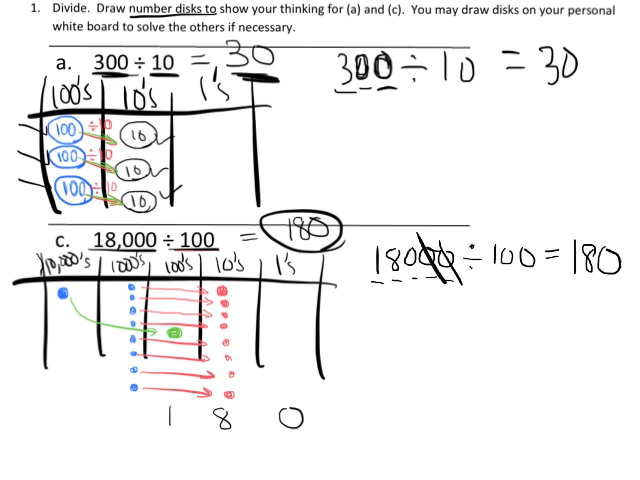 1. Divide. Draw number disks to show your thinking for (a) and (c). You may draw disks on your personal
white board to solve the others if necessary.
a. 300 ÷ 10 = 30
300 ÷ 10 = 30
100's 10's 1's
100 ÷10 10
100 ÷10 10
100 ÷10 10
c. 18,000 ÷ 100 = 180
18000 ÷ 100 = 180
10,000's 1000's 100's 10's 1's
1 8 0